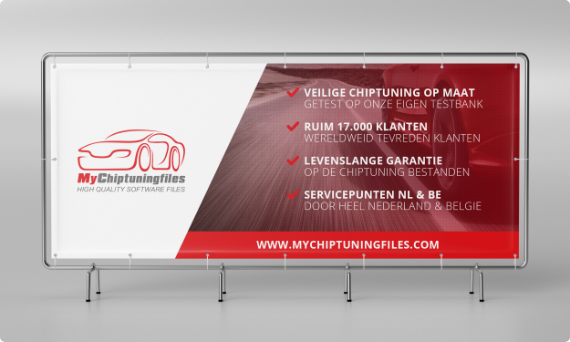 MyChiptuningfiles
HIGH QUALITY SOFTWARE FILES
VEILIGE CHIPTUNING OP MAAT
GETEST OP ONZE EIGEN TESTBANK
RUIM 17.000 KLANTEN
WERELDWEID TEVREDEN KLANTEN
LEVENSLANGE GARANTIE
OP DE CHIPTUNING BESTANDEN
SERVICEPUNTEN NL & BE
DOOR HEEL NEDERLAND & BELGIE
WWW.MYCHIPTUNINGFILES.COM